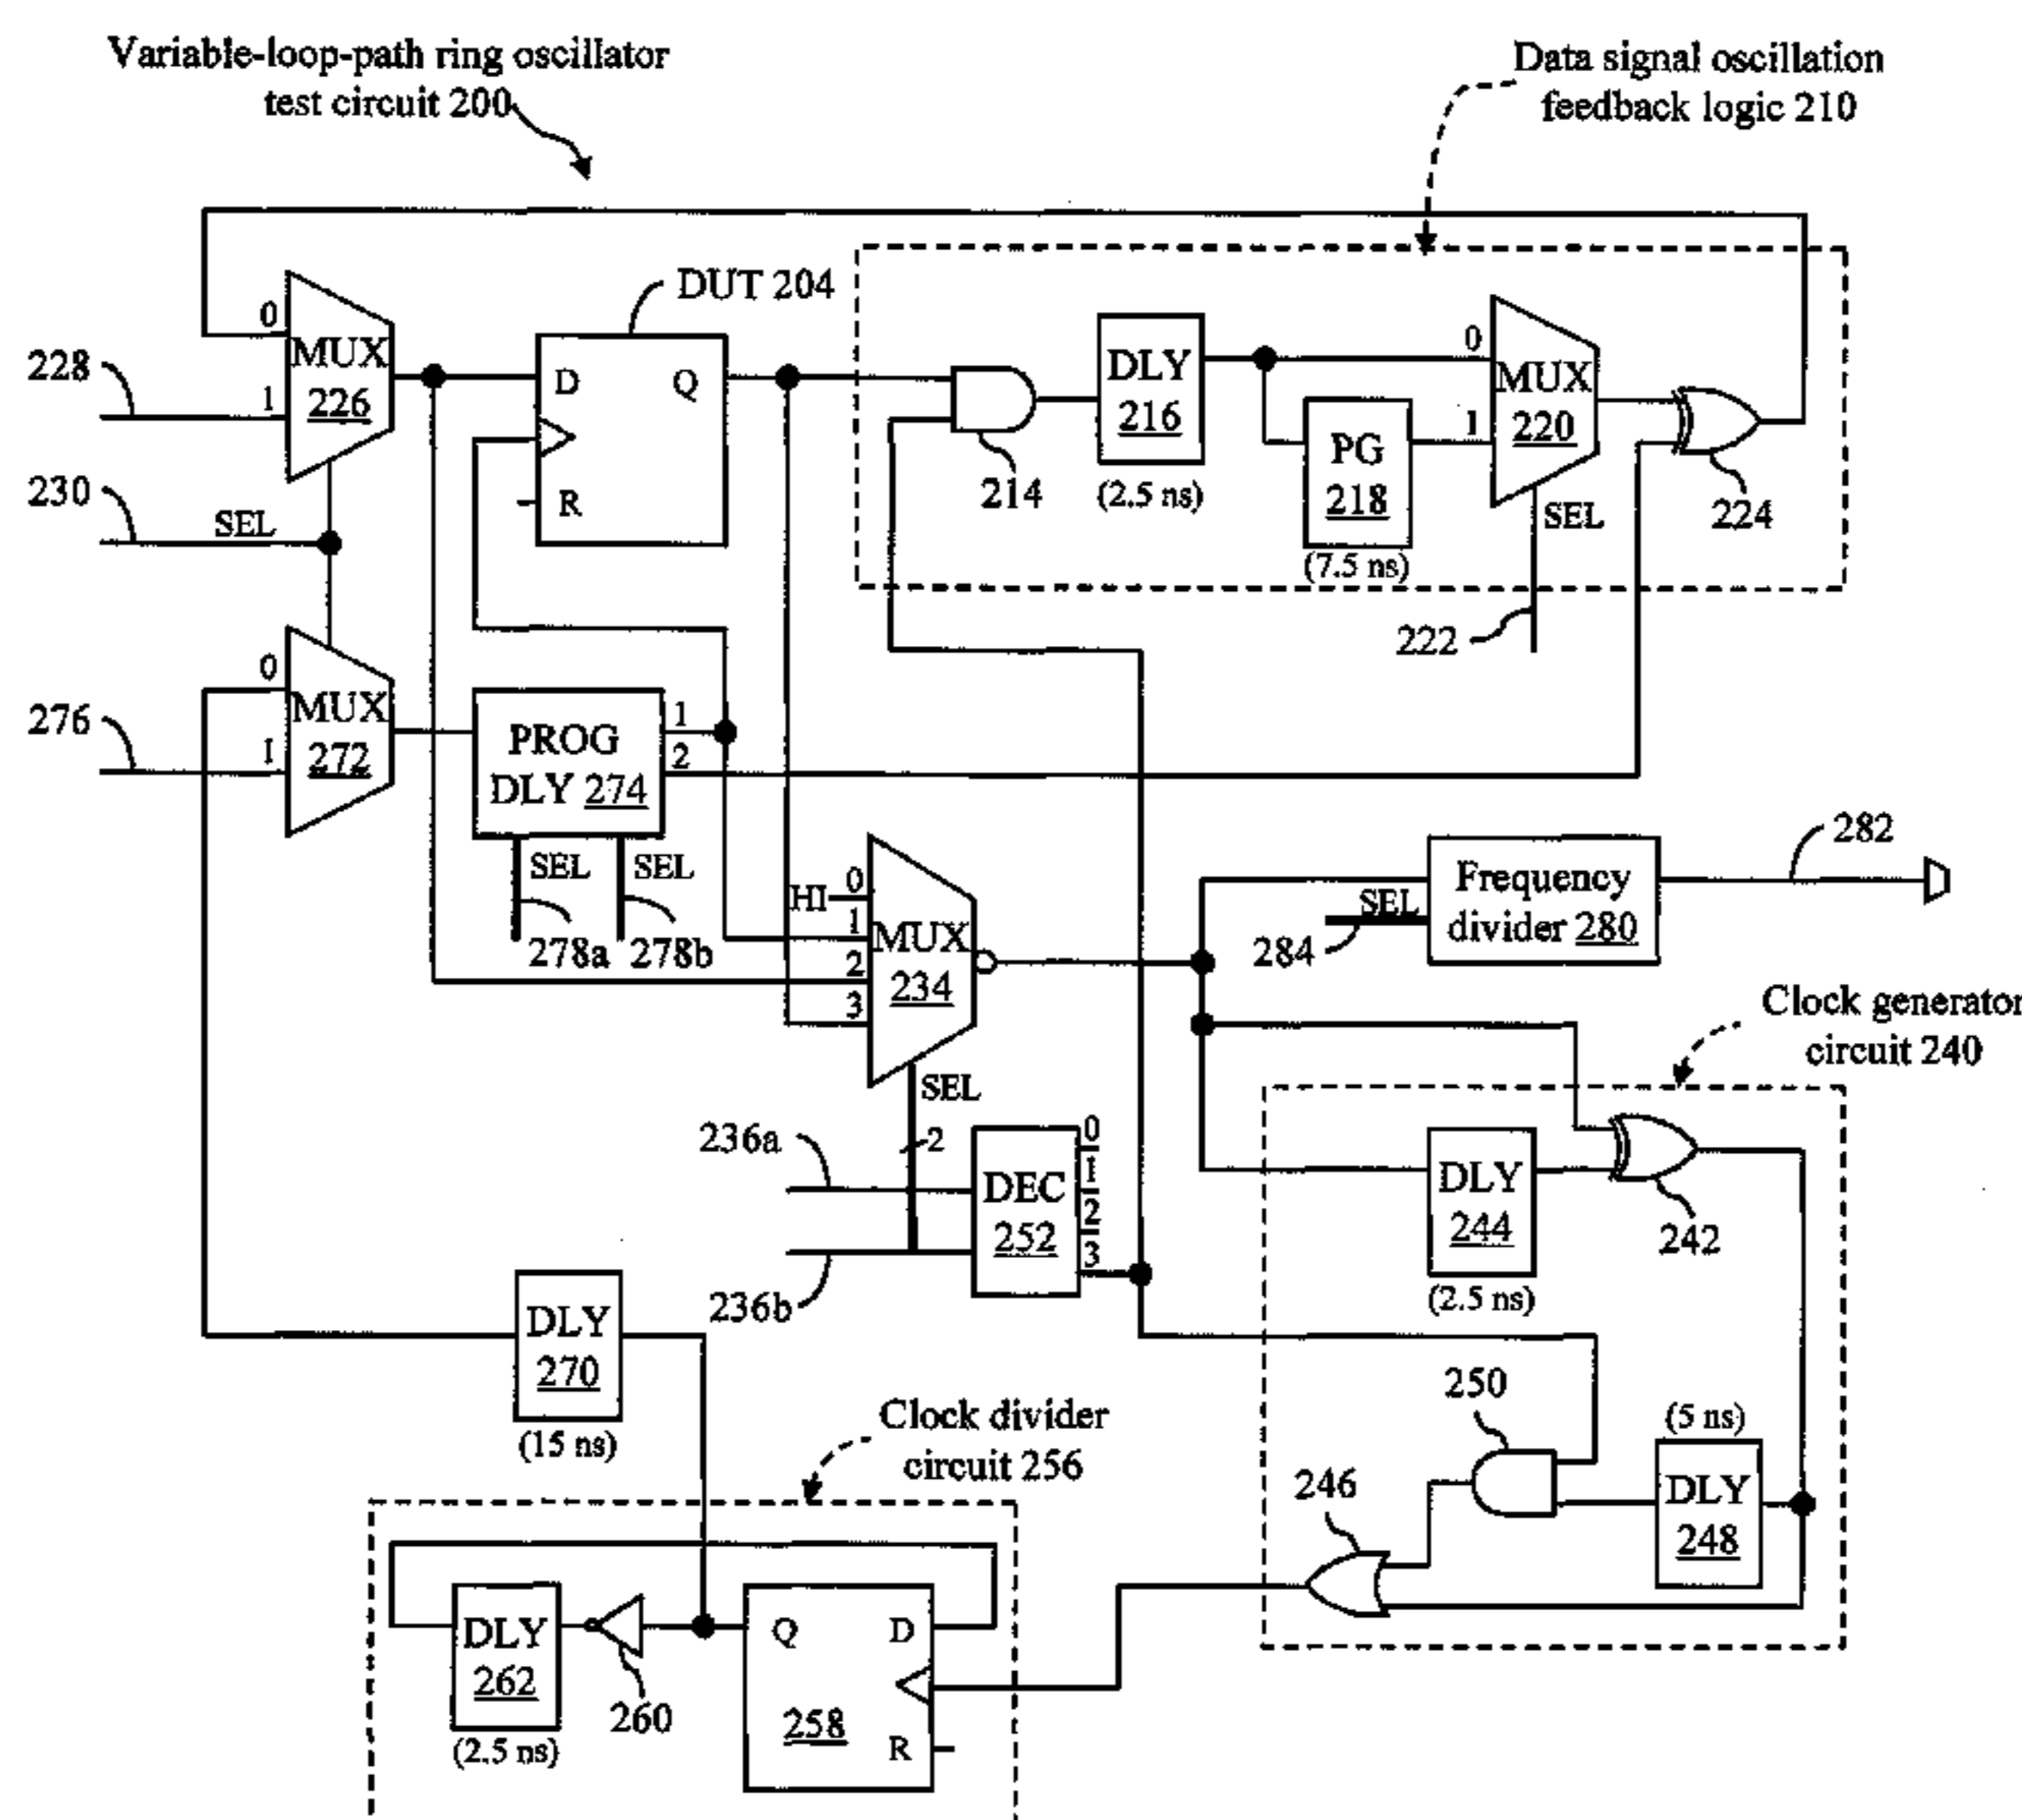 Variable-loop-path ring oscillator
test circuit 200
Data signal oscillation
feedback logic 210
DUT 204
0
MUX
226
1
228
230
SEL
D
Q
R
214
DLY
216
(2.5 ns)
PG
218
(7.5 ns)
0
MUX
220
1
SEL
222
224
0
MUX
272
1
276
PROG
DLY 274
1
2
SEL
SEL
278a
278b
HI
0
1
2
3
MUX
234
SEL
2
Frequency
divider 280
SEL
284
282
Clock generator
circuit 240
236a
236b
DEC
252
0
1
2
3
DLY
244
(2.5 ns)
242
250
(5 ns)
DLY
248
246
DLY
270
(15 ns)
Clock divider
circuit 256
DLY
262
(2.5 ns)
260
Q
D
258
R